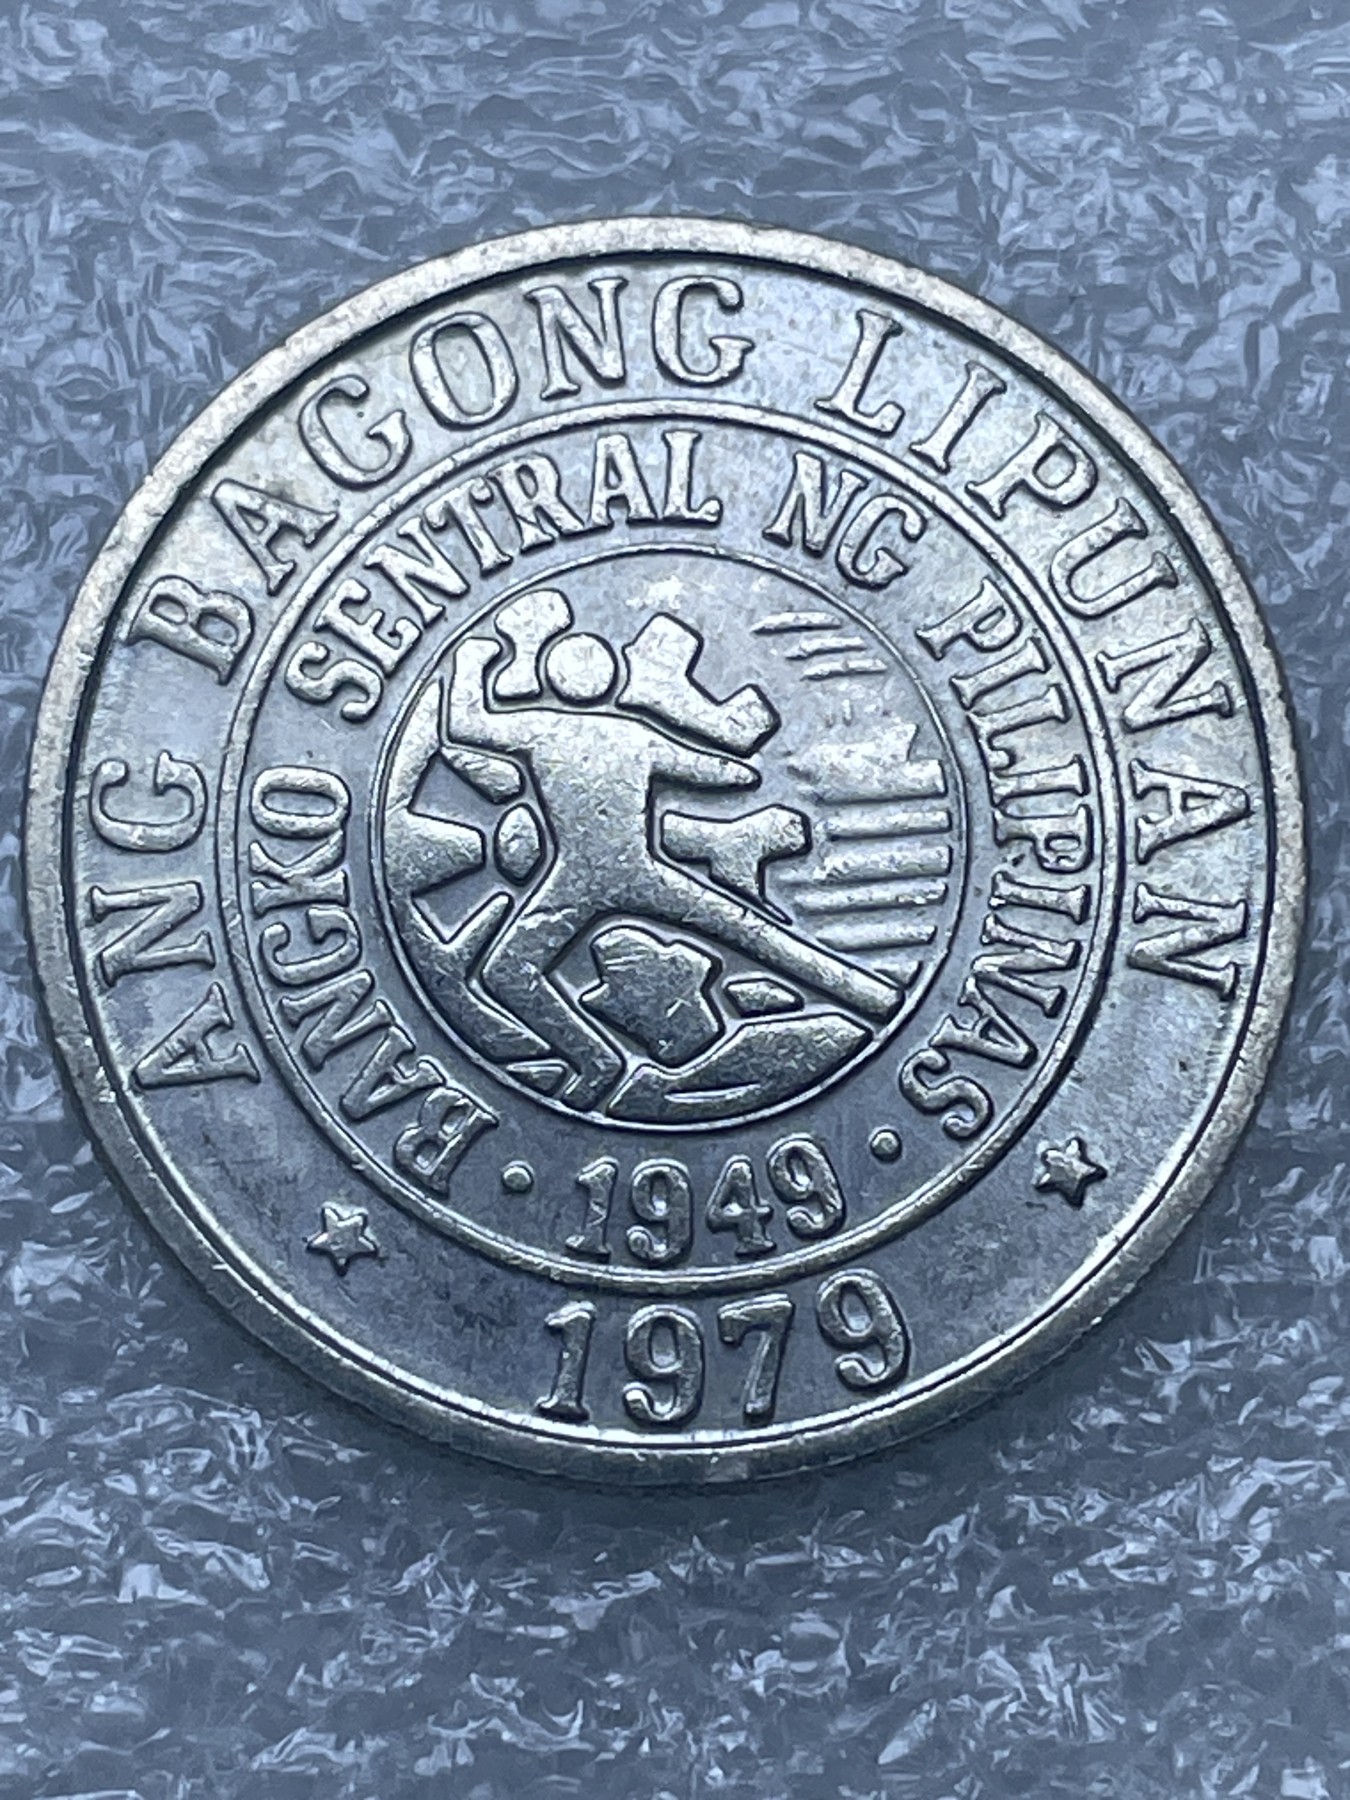 ANG BAGONG LIPUNAN
BANGKO SENTRAL NG PILIPINAS
· 1949 ·
1979